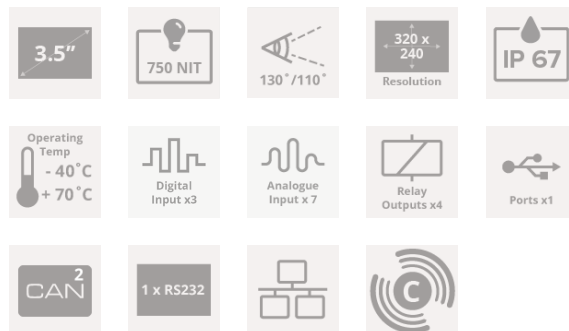 3.5”
750 NIT
130˚/110˚
320 x
240
Resolution
IP 67
Operating
Temp
- 40˚C
+ 70˚C
Digital
Input x3
Analogue
Input x 7
Relay
Outputs x4
Ports x1
CAN 2
1 x RS232
C